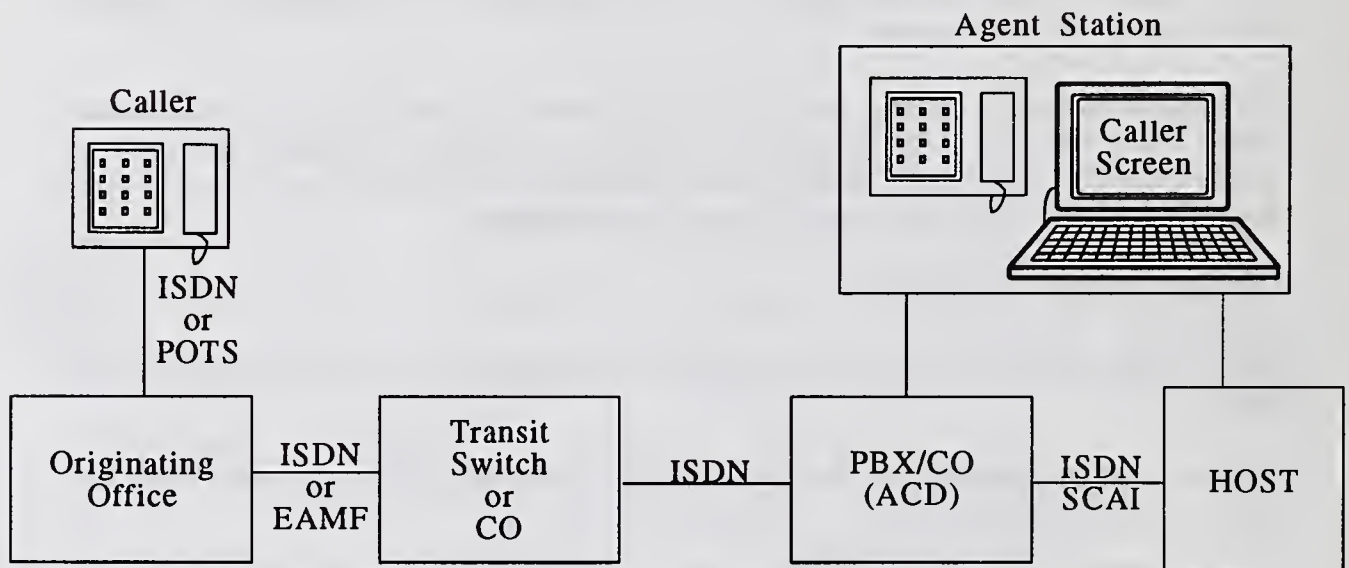 Agent Station
Caller
Caller
Screen
ISDN
or
POTS
Originating
Office
ISDN
or
EAMF
Transit
Switch
or
CO
ISDN
PBX/CO
(ACD)
ISDN
SCAI
HOST